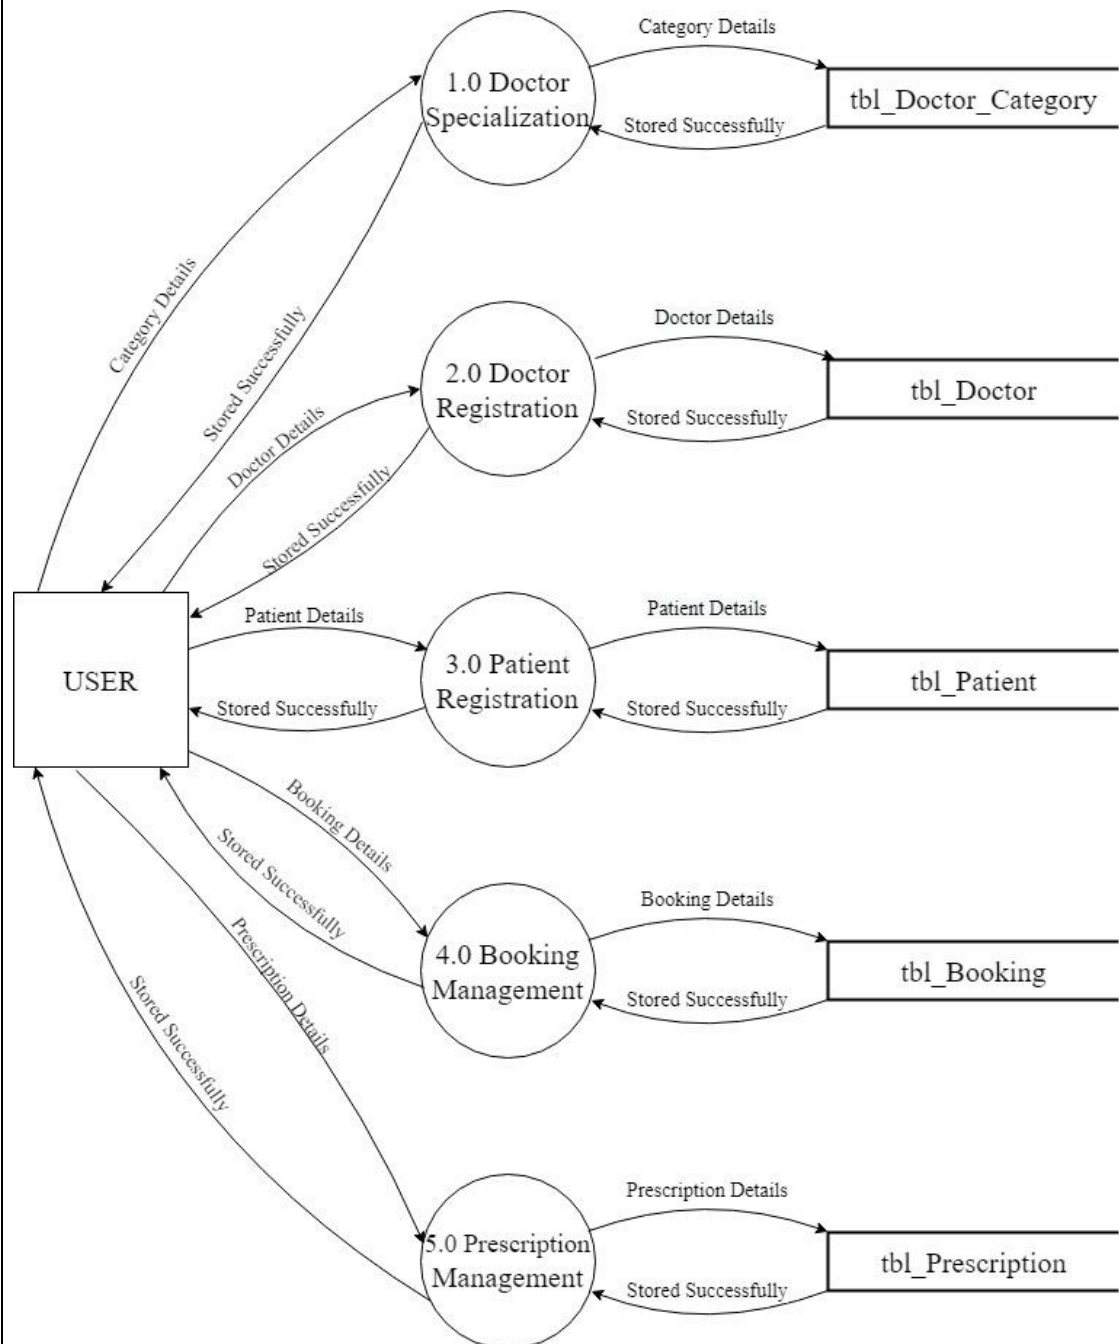 Category Details
1.0 Doctor
Specialization
tbl_Doctor_Category
Stored Successfully
Category Details
Stored Successfully
Doctor Details
2.0 Doctor
Registration
tbl_Doctor
Stored Successfully
Doctor Details
Stored Successfully
USER
Patient Details
Stored Successfully
3.0 Patient
Registration
Patient Details
tbl_Patient
Stored Successfully
Booking Details
Stored Successfully
4.0 Booking
Management
Booking Details
tbl_Booking
Stored Successfully
Prescription Details
Stored Successfully
5.0 Prescription
Management
Prescription Details
tbl_Prescription
Stored Successfully